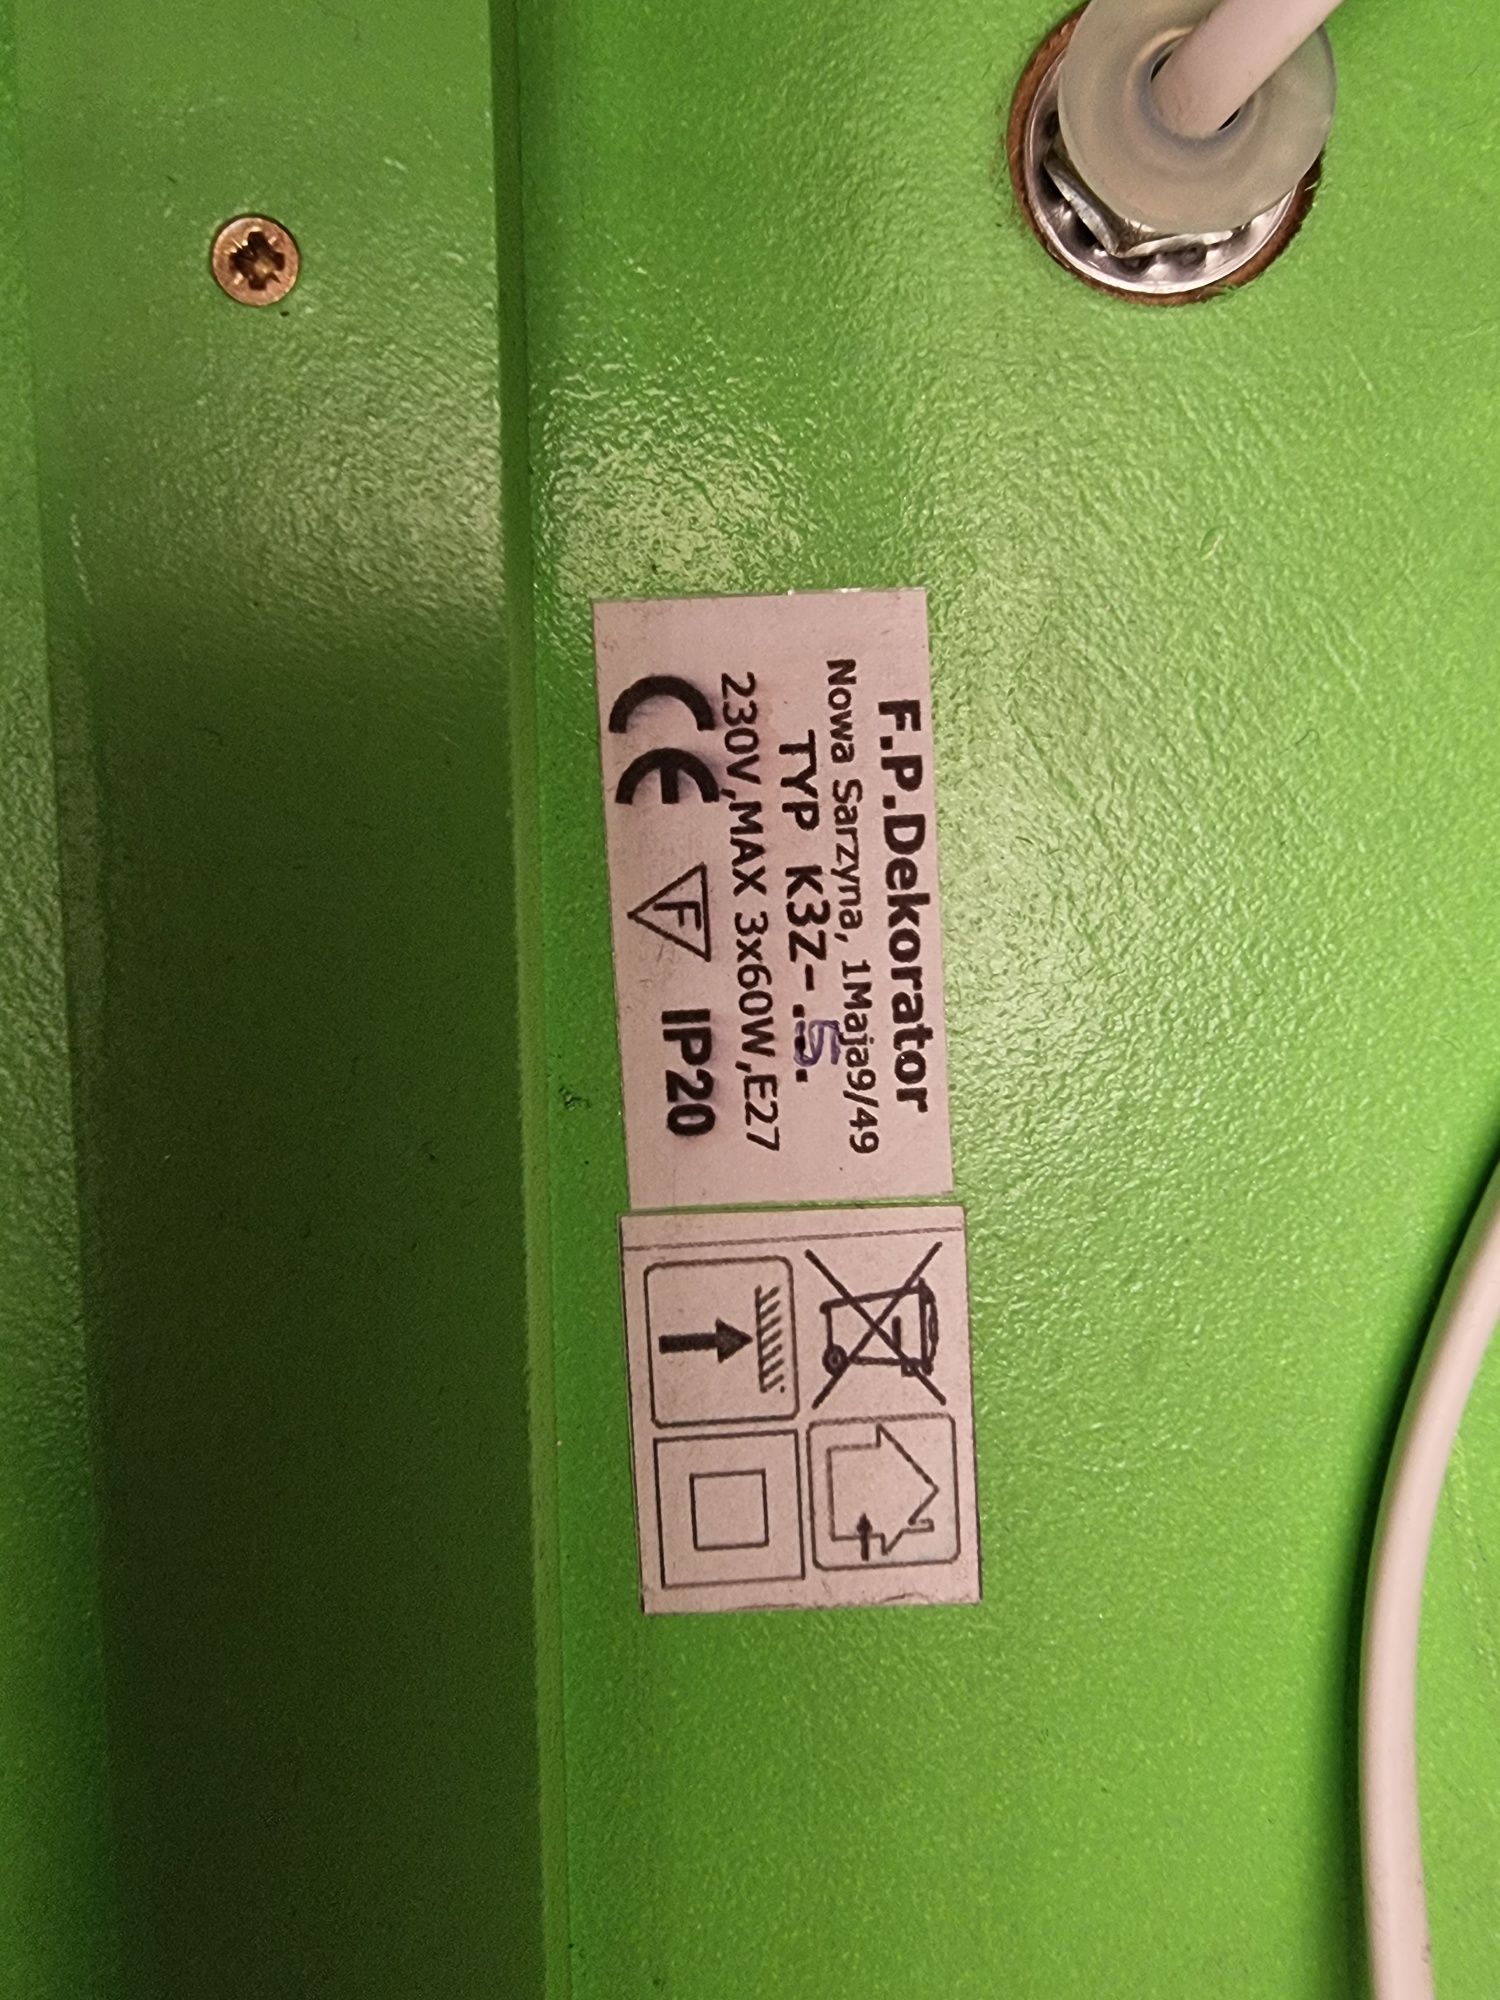 F.P.Dekorator
Nowa Sarzyna, 1Maja9/49
TYP K3Z-.5.
230V,MAX 3x60W,E27
CE F IP20